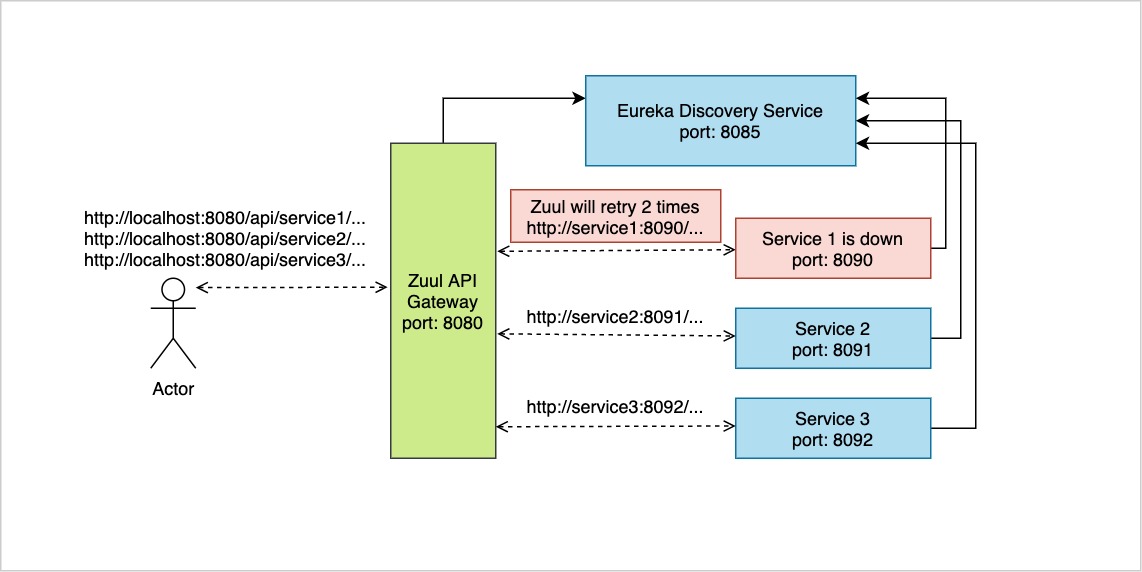 Eureka Discovery Service
port: 8085
http://localhost:8080/api/service1/...
http://localhost:8080/api/service2/...
http://localhost:8080/api/service3/...
Actor
Zuul API
Gateway
port: 8080
Zuul will retry 2 times
http://service1:8090/...
Service 1 is down
port: 8090
http://service2:8091/...
Service 2
port: 8091
http://service3:8092/...
Service 3
port: 8092